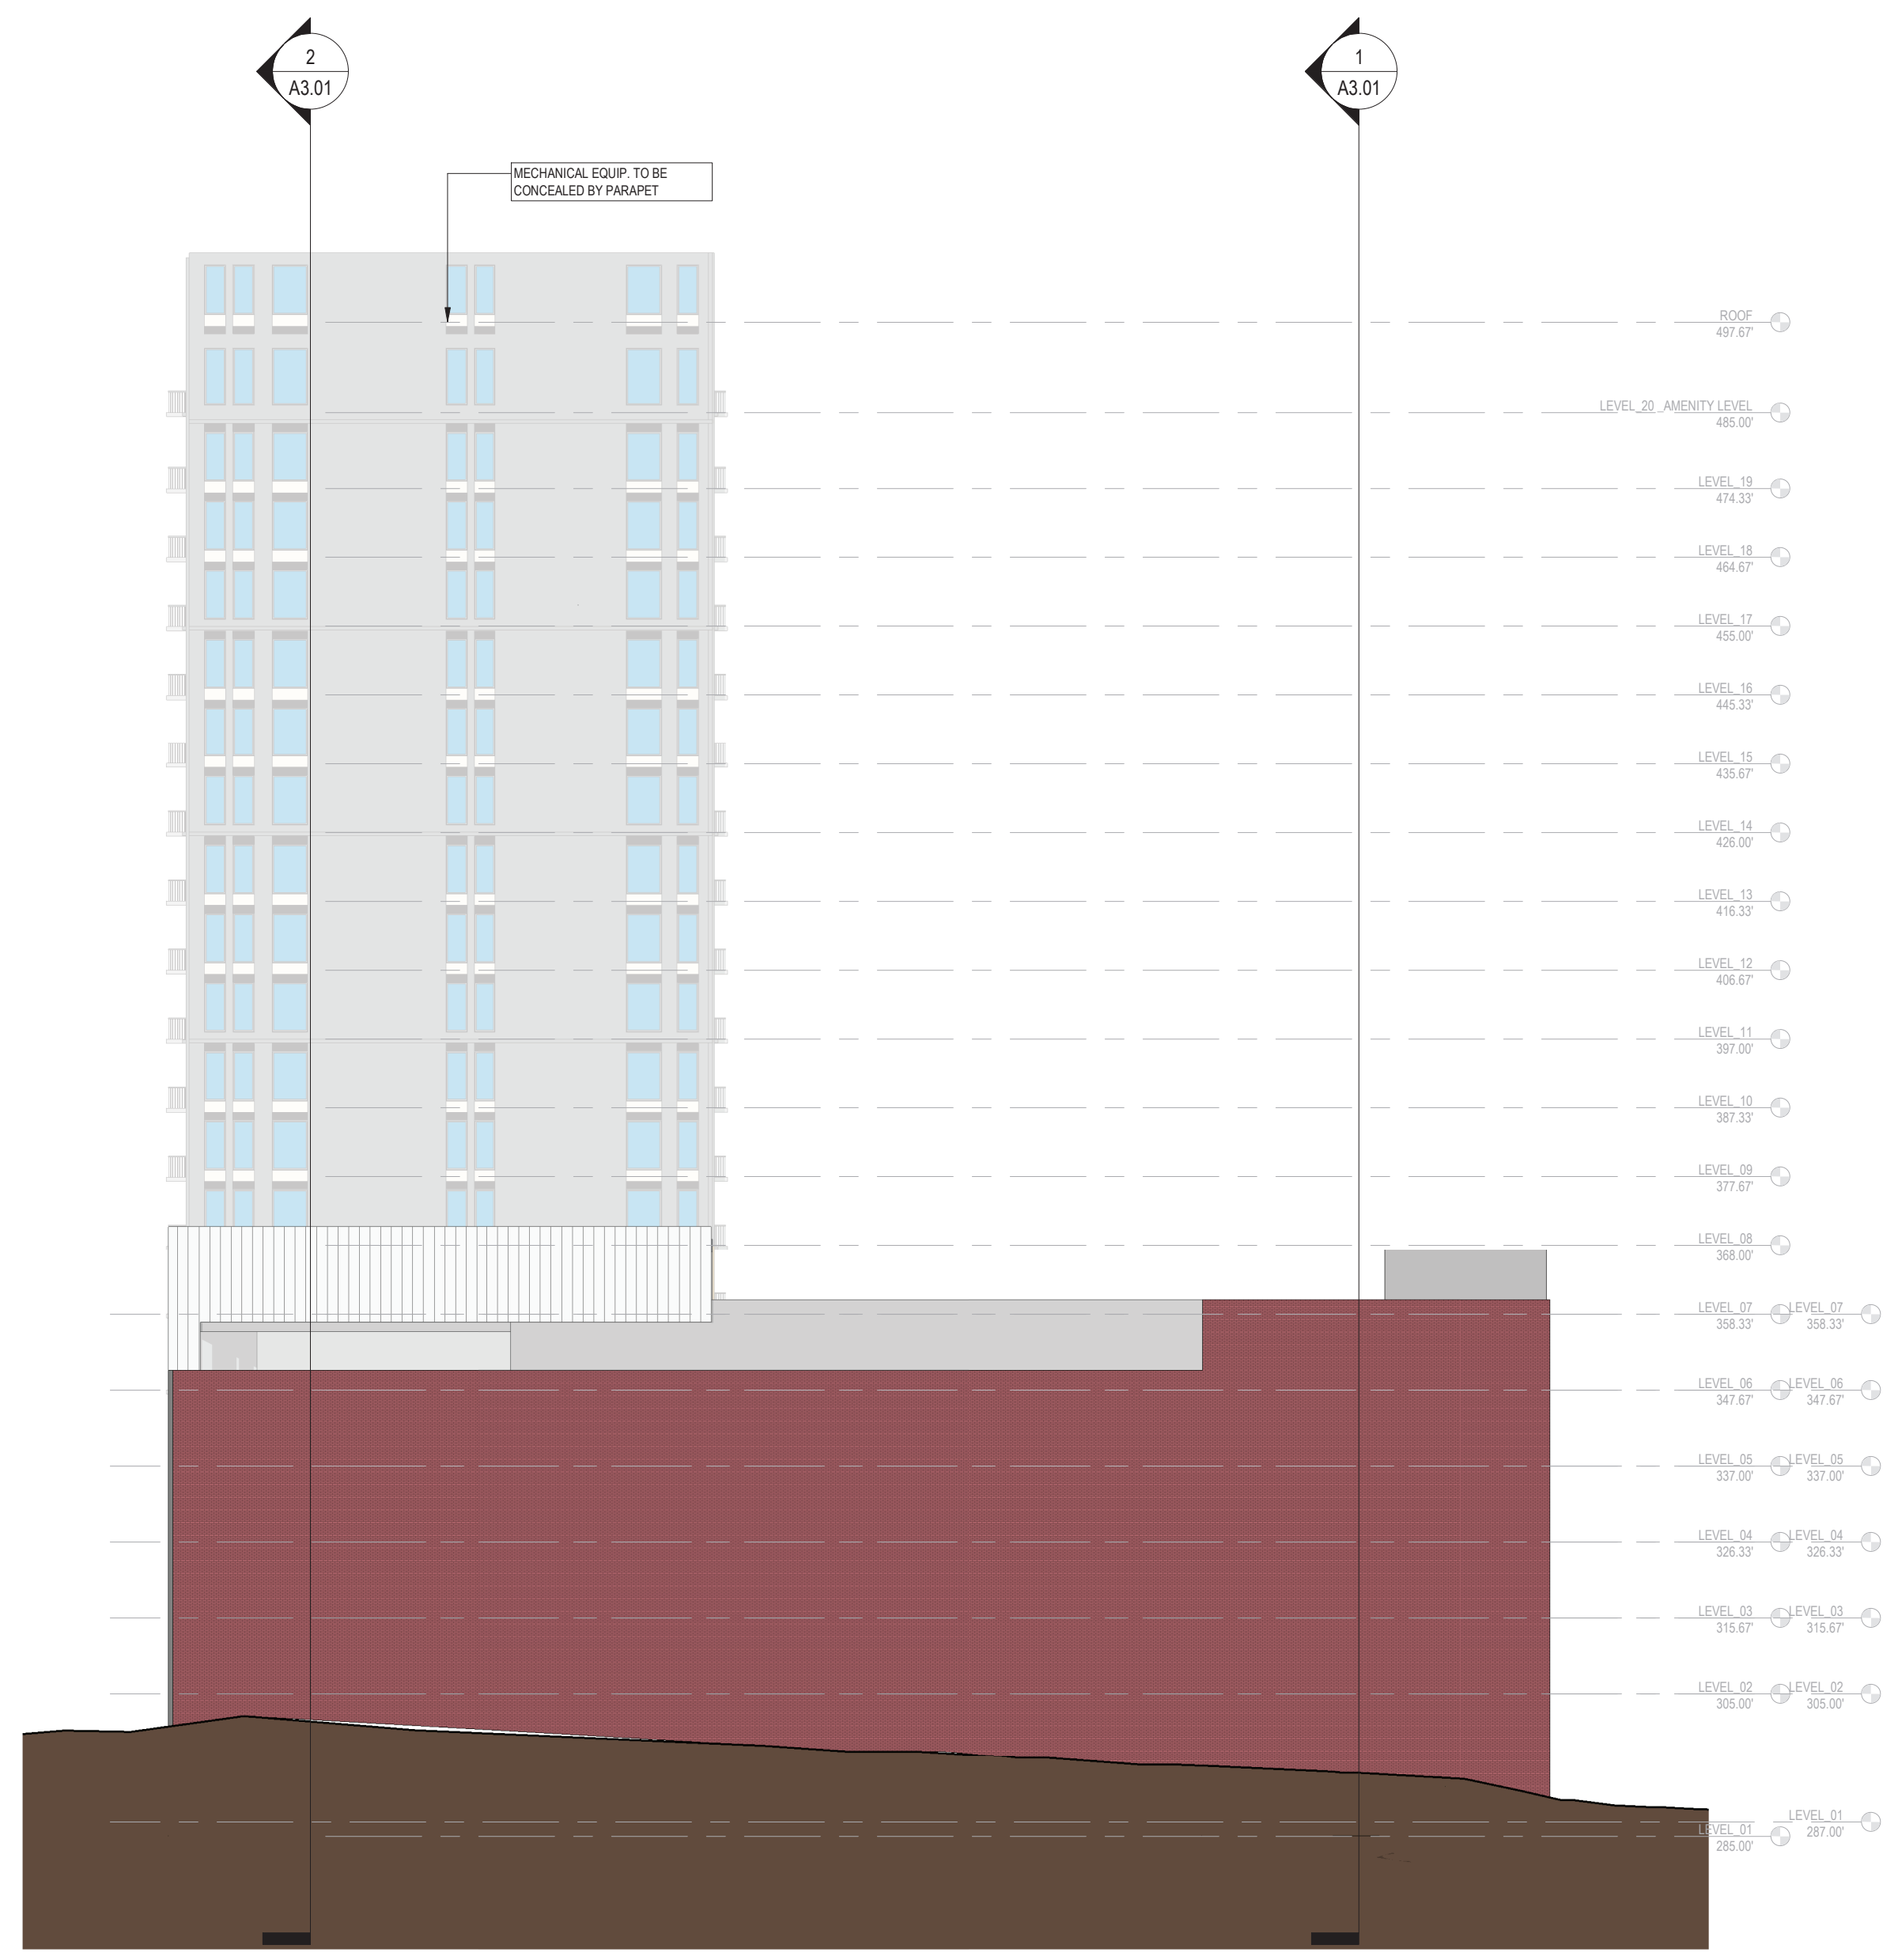 2
A3.01
1
A3.01
MECHANICAL EQUIP. TO BE
CONCEALED BY PARAPET
ROOF
497.67'
LEVEL_20 _AMENITY LEVEL
485.00'
LEVEL_19
474.33'
LEVEL_18
464.67'
LEVEL_17
455.00'
LEVEL_16
445.33'
LEVEL_15
435.67'
LEVEL_14
426.00'
LEVEL_13
416.33'
LEVEL_12
406.67'
LEVEL_11
397.00'
LEVEL_10
387.33'
LEVEL_09
377.67'
LEVEL_08
368.00'
LEVEL_07 LEVEL_07
358.33' 358.33'
LEVEL_06 LEVEL_06
347.67' 347.67'
LEVEL_05 LEVEL_05
337.00' 337.00'
LEVEL_04 LEVEL_04
326.33' 326.33'
LEVEL_03 LEVEL_03
315.67' 315.67'
LEVEL_02 LEVEL_02
305.00' 305.00'
LEVEL_01
287.00'
LEVEL_01
285.00'